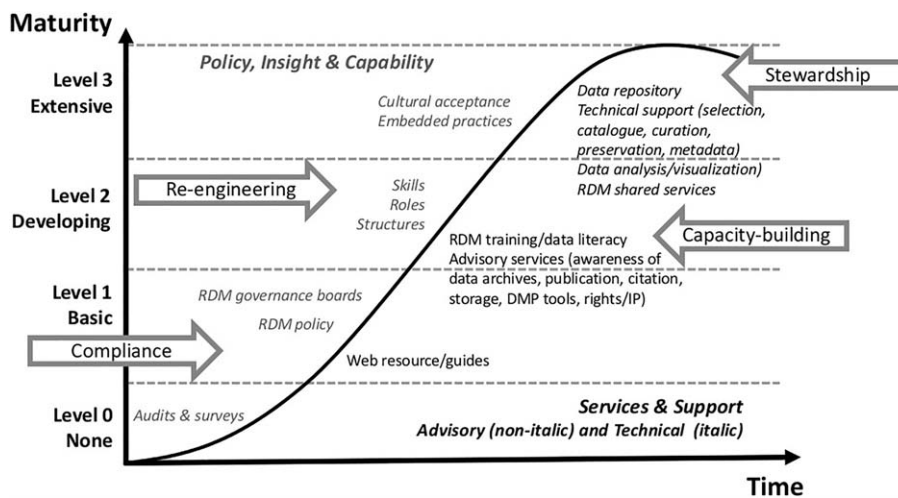 Maturity
Level 3
Extensive
Policy, Insight & Capability
Stewardship
Cultural acceptance
Embedded practices
Data repository
Technical support (selection,
catalogue, curation,
preservation, metadata)
Data analysis/visualization)
RDM shared services
Level 2
Developing
Re-engineering
Skills
Roles
Structures
Capacity-building
RDM training/data literacy
Advisory services (awareness of
data archives, publication, citation,
storage, DMP tools, rights/IP)
Level 1
Basic
RDM governance boards
RDM policy
Compliance
Web resource/guides
Level 0
None
Audits & surveys
Services & Support
Advisory (non-italic) and Technical (italic)
Time